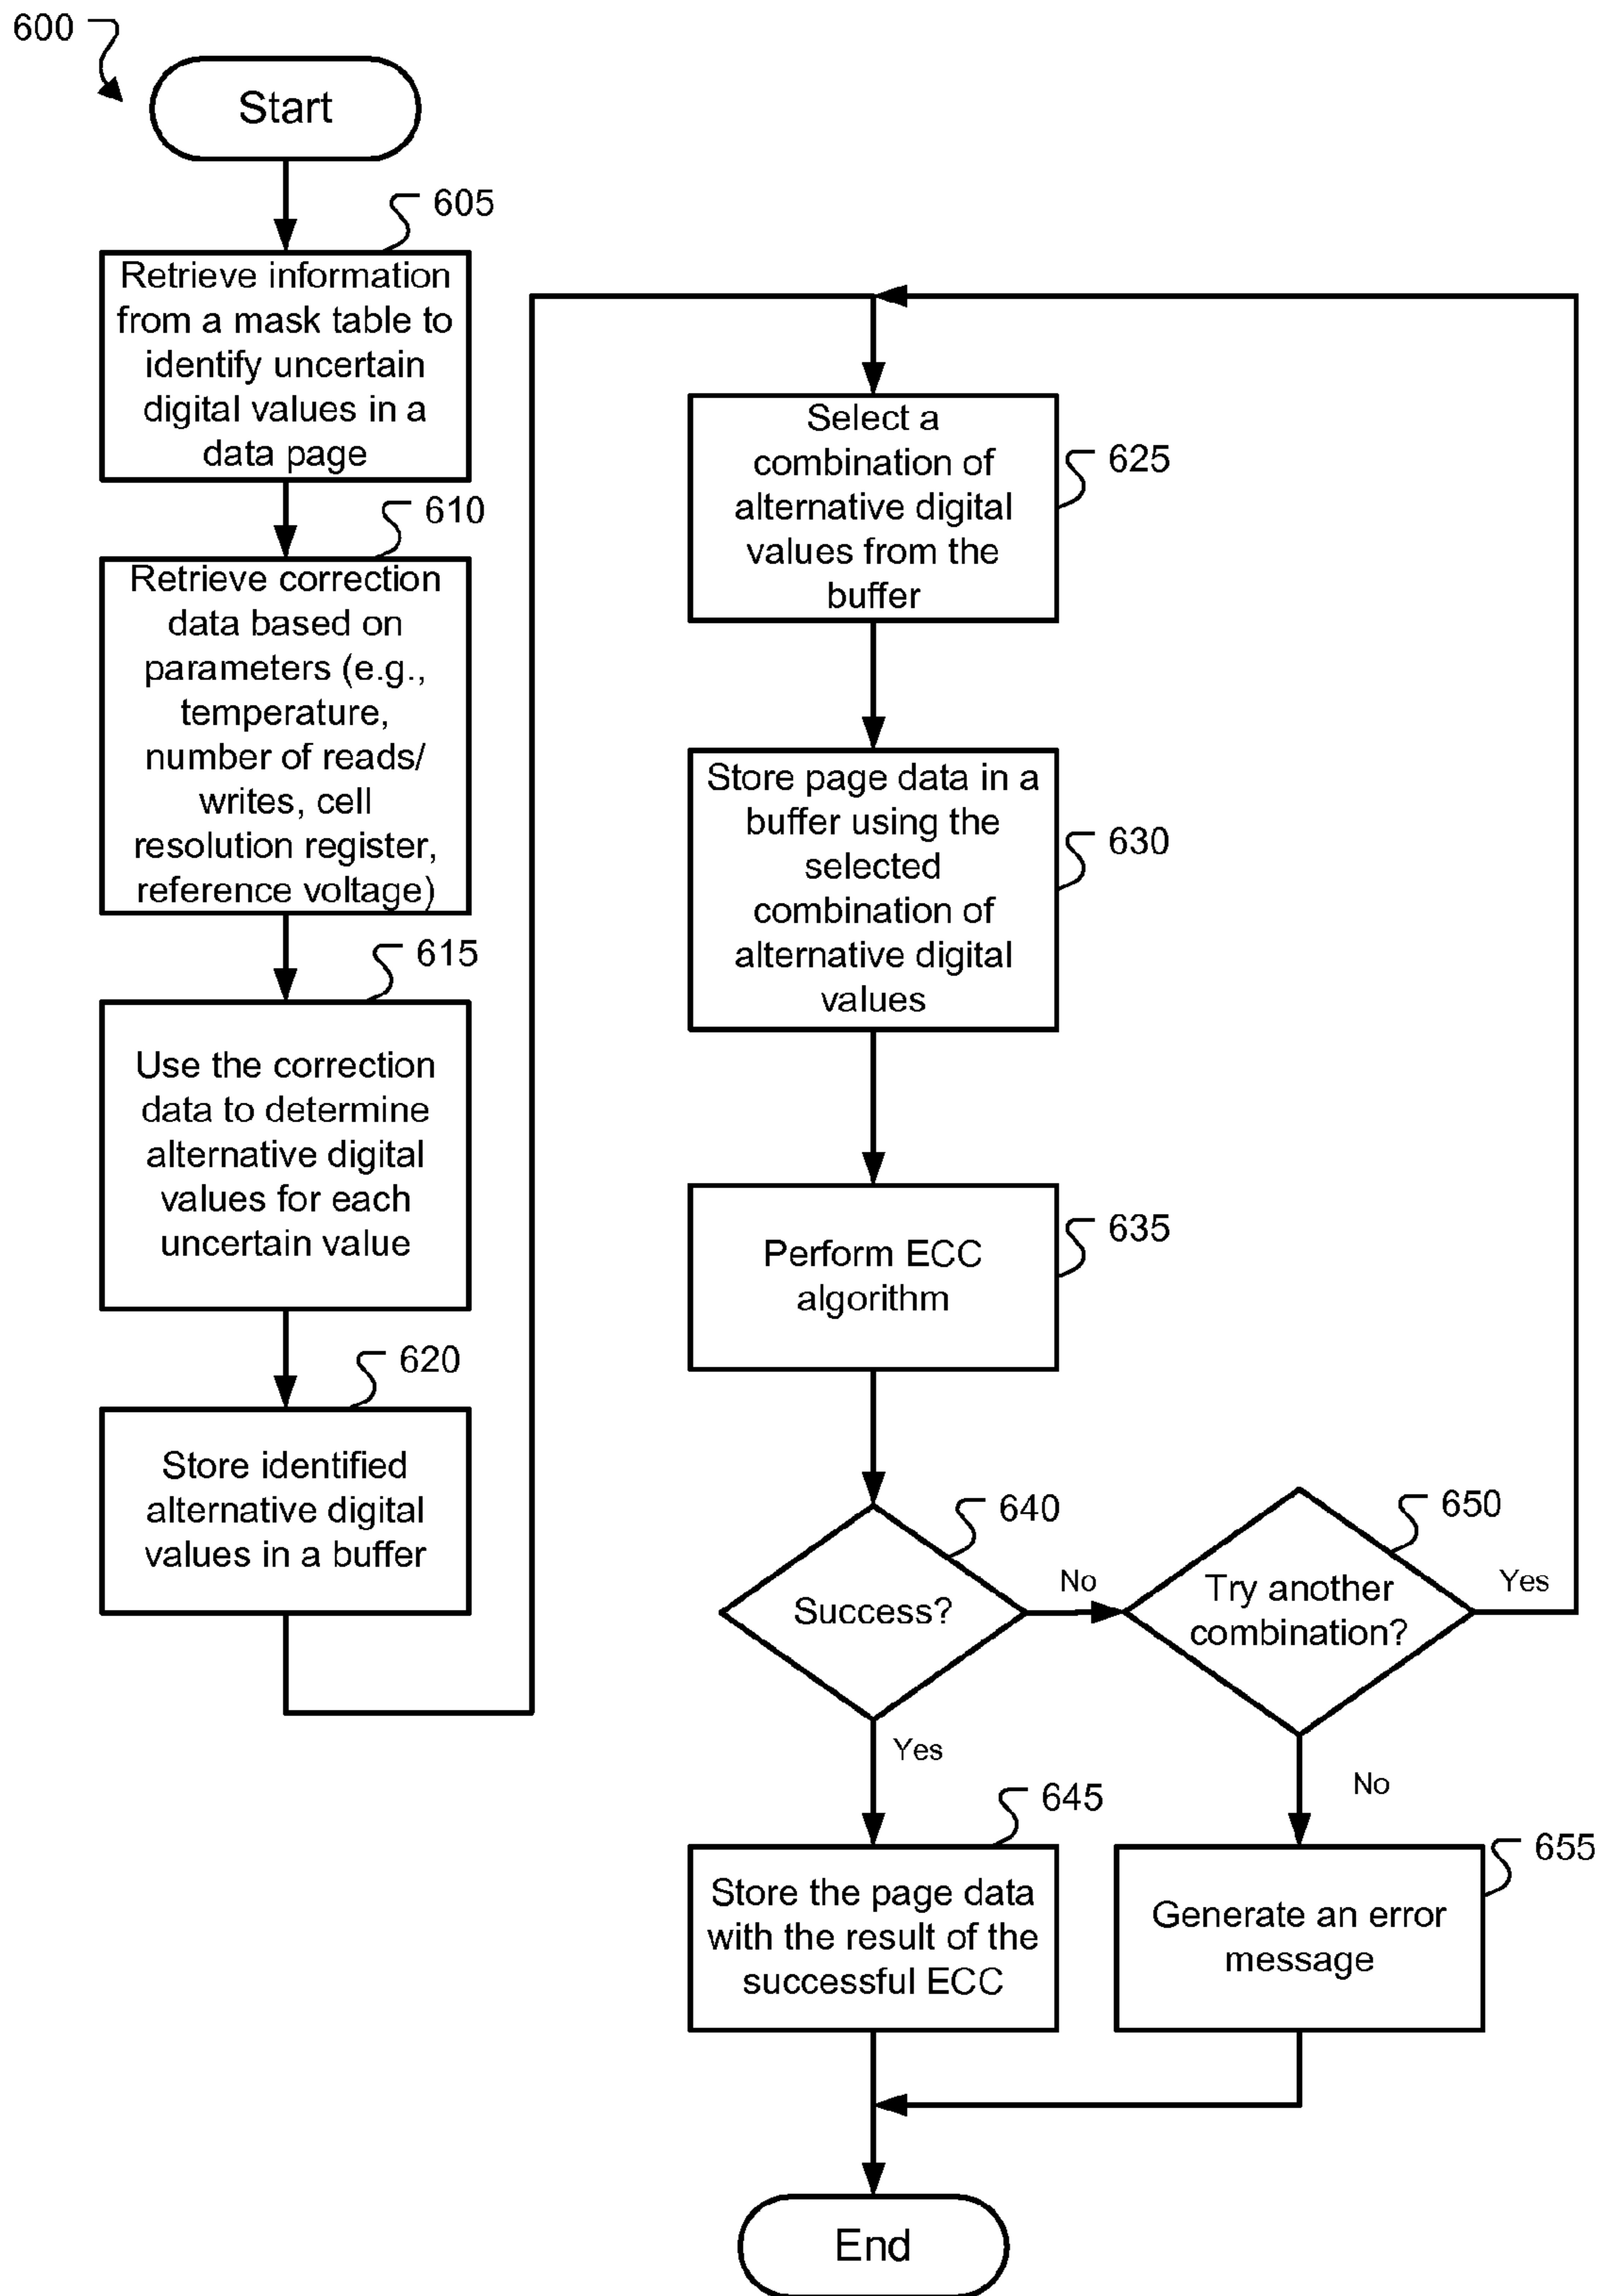 600
Start
605
Retrieve information
from a mask table to
identify uncertain
digital values in a
data page
610
Retrieve correction
data based on
parameters (e.g.,
temperature,
number of reads/
writes, cell
resolution register,
reference voltage)
615
Use the correction
data to determine
alternative digital
values for each
uncertain value
620
Store identified
alternative digital
values in a buffer
625
Select a
combination of
alternative digital
values from the
buffer
630
Store page data in a
buffer using the
selected
combination of
alternative digital
values
635
Perform ECC
algorithm
640
Success?
No
Yes
650
Try another
combination?
Yes
No
645
Store the page data
with the result of the
successful ECC
655
Generate an error
message
End